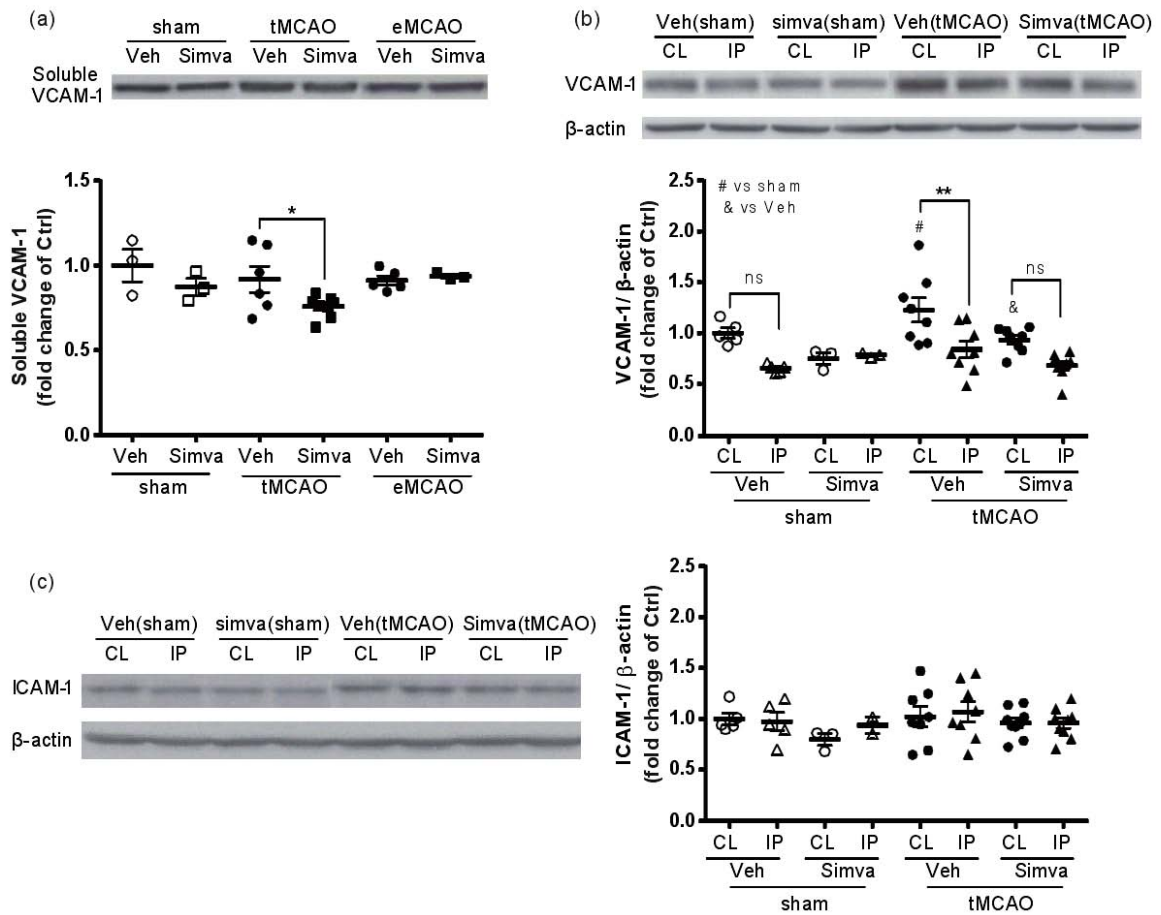 (a)
sham tMCAO eMCAO
Veh Simva Veh Simva Veh Simva
Soluble
VCAM-1
Soluble VCAM-1
(fold change of Ctrl)
1.5
1.0
0.5
0.0
*
Veh Simva Veh Simva Veh Simva
sham tMCAO eMCAO
(b)
Veh(sham) simva(sham) Veh(tMCAO) Simva(tMCAO)
CL IP CL IP CL IP CL IP
VCAM-1
β-actin
VCAM-1/ β-actin
(fold change of Ctrl)
2.5
2.0
1.5
1.0
0.5
0.0
# vs sham
& vs Veh
ns
**
#
ns
&
CL IP CL IP CL IP CL IP
Veh Simva Veh Simva
sham tMCAO
(c)
Veh(sham) simva(sham) Veh(tMCAO) Simva(tMCAO)
CL IP CL IP CL IP CL IP
ICAM-1
β-actin
ICAM-1/ β-actin
(fold change of Ctrl)
2.5
2.0
1.5
1.0
0.5
0.0
CL IP CL IP CL IP CL IP
Veh Simva Veh Simva
sham tMCAO